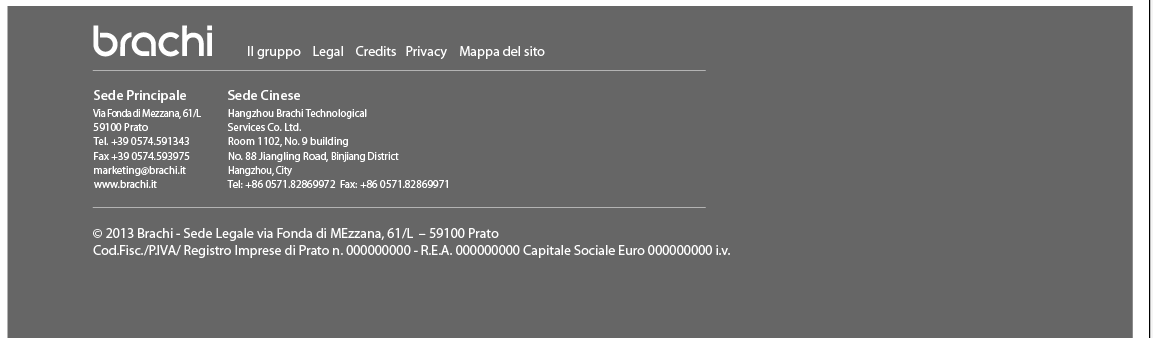 brachi
Il gruppo Legal Credits Privacy Mappa del sito
Sede Principale
Via Fonda di Mezzana, 61/L
59100 Prato
Tel. +39 0574.591343
Fax +39 0574.593975
marketing@brachi.it
www.brachi.it
Sede Cinese
Hangzhou Brachi Technological
Services Co. Ltd.
Room 1102, No. 9 building
No. 88 Jiangling Road, Binjiang District
Hangzhou, City
Tel: +86 0571.82869972 Fax: +86 0571.82869971
© 2013 Brachi - Sede Legale via Fonda di MEzzana, 61/L – 59100 Prato
Cod.Fisc./P.IVA/ Registro Imprese di Prato n. 000000000 - R.E.A. 000000000 Capitale Sociale Euro 000000000 i.v.